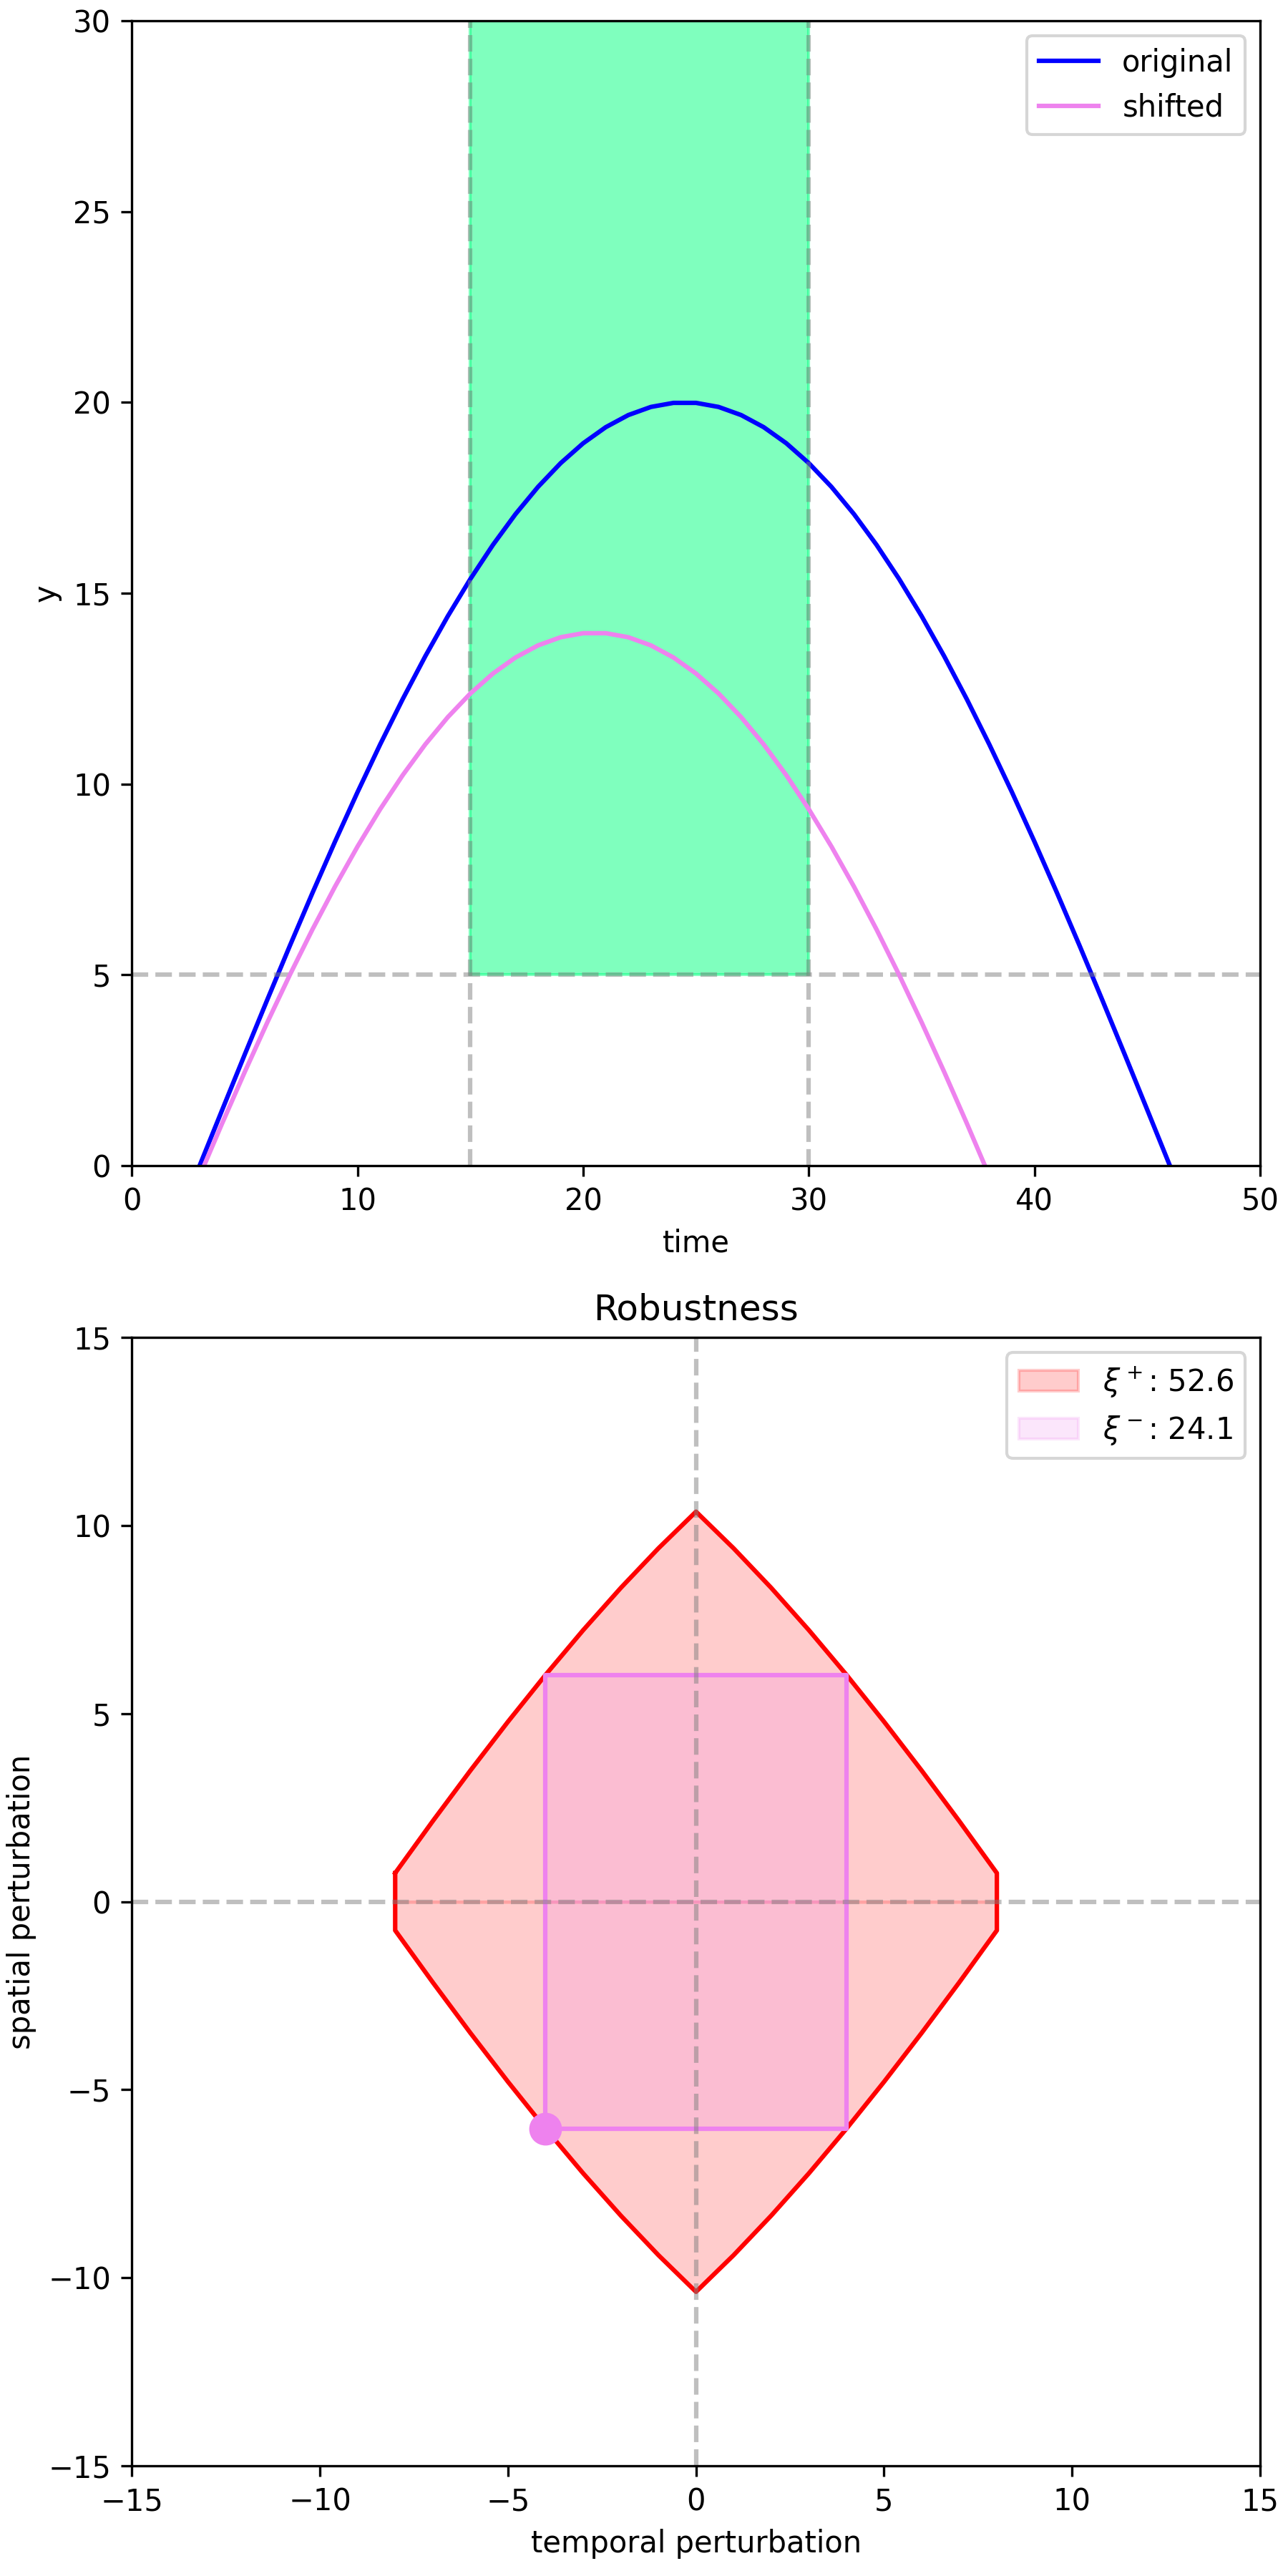 30
25
20
15
10
5
0
y
0 10 20 30 40 50
time
original
shifted
Robustness
15
10
5
0
−5
−10
−15
spatial perturbation
−15 −10 −5 0 5 10 15
temporal perturbation
ξ⁺: 52.6
ξ⁻: 24.1